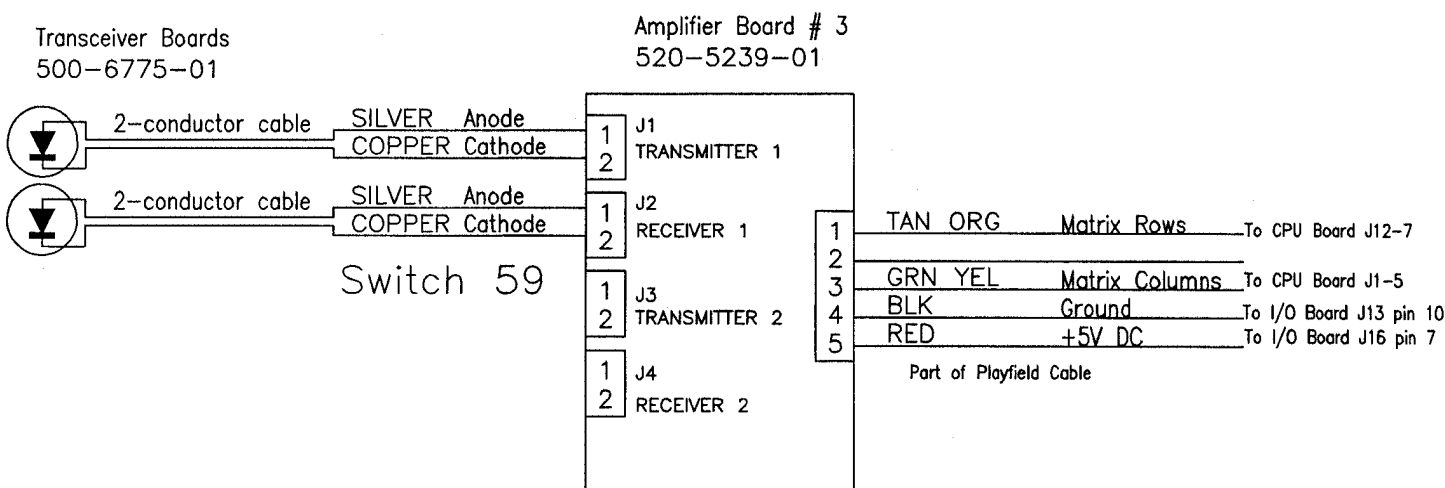 Transceiver Boards
500-6775-01
Amplifier Board # 3
520-5239-01
2-conductor cable
SILVER Anode
COPPER Cathode
1
2
J1
TRANSMITTER 1
2-conductor cable
SILVER Anode
COPPER Cathode
1
2
J2
RECEIVER 1
Switch 59
1
2
J3
TRANSMITTER 2
1
2
J4
RECEIVER 2
1 TAN ORG Matrix Rows To CPU Board J12-7
2
3 GRN YEL Matrix Columns To CPU Board J1-5
4 BLK Ground To I/O Board J13 pin 10
5 RED +5V DC To I/O Board J16 pin 7
Part of Playfield Cable